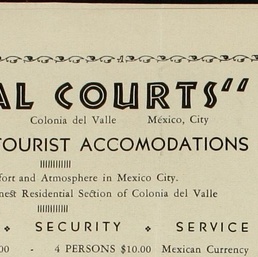 AL COURTS"
Colonia del Valle México, City
TOURIST ACCOMODATIONS
fort and Atmosphere in Mexico City.
nest Residential Section of Colonia del Valle
SECURITY ❖ SERVICE
00 - 4 PERSONS $10.00 Mexican Currency